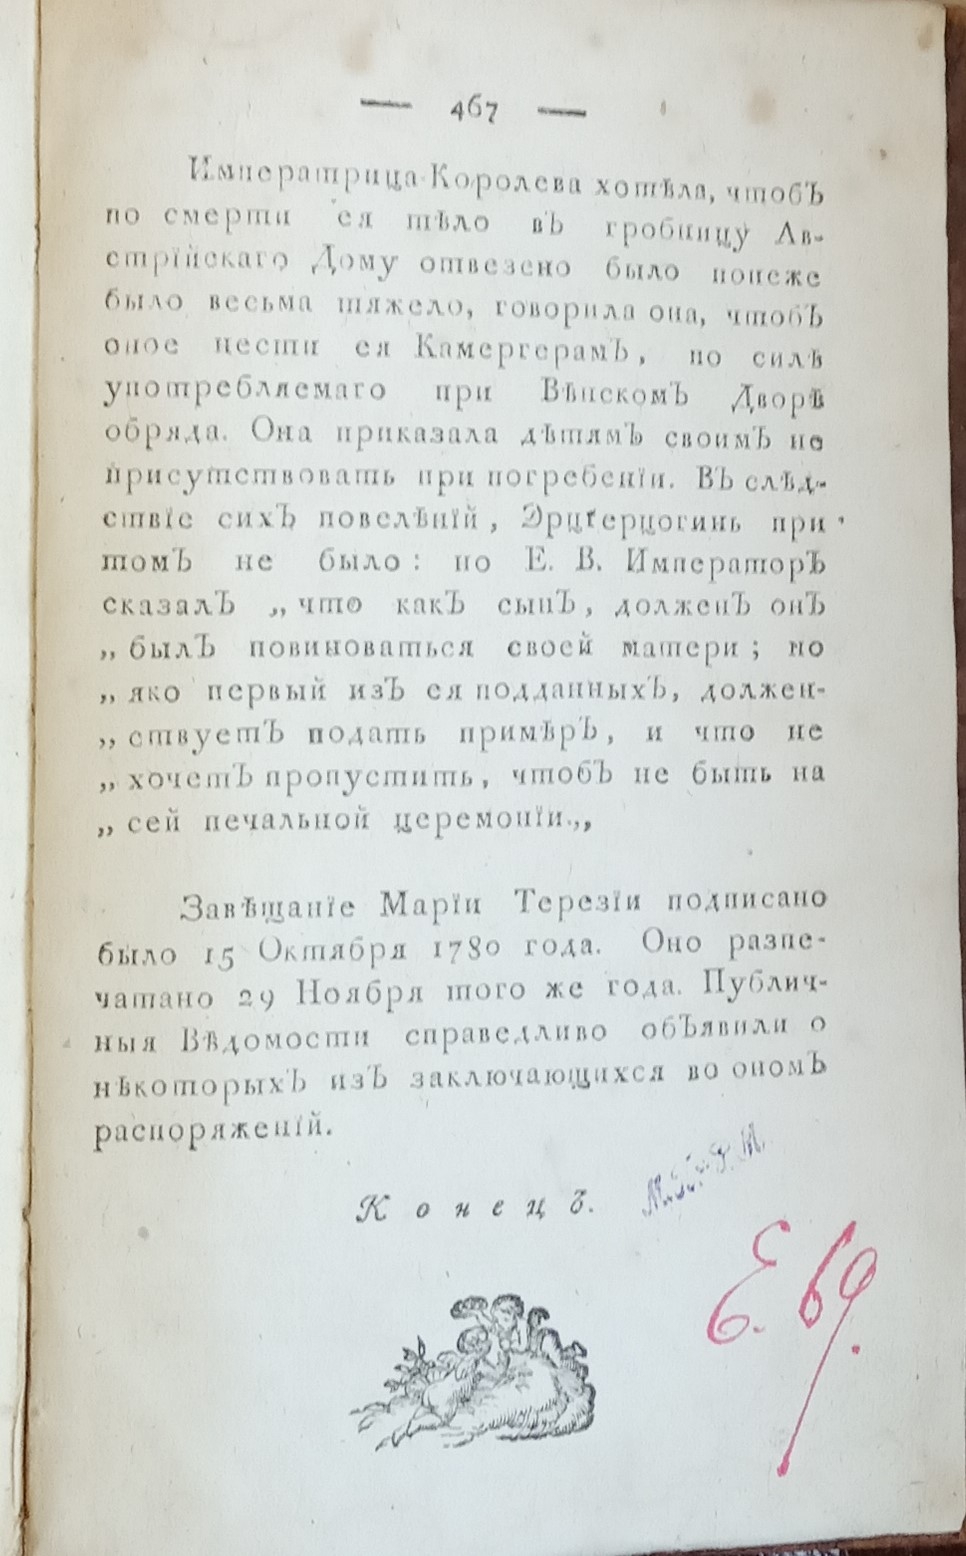 — 467 —
Императрица-Королева хотѣла, чтобЪ
по смерти ея тѣло вЪ гробницу Ав-
стрїйскаго Дому отвезено было понеже
было весьма тяжело, говорила она, чтобЪ
оное нести ея КамергерамЪ, по силѣ
употребляемаго при ВѣнскомЪ Дворѣ
обряда. Она приказала дѣтямЪ своимЪ не
присутствовать при погребенїи. ВЪ слѣд-
ствїе сихЪ повелѣнїй, Эрцгерцогинь при
томЪ не было: но Е. В. ИмператорЪ
сказалЪ „что какЪ сынЪ, долженЪ онЪ
„былЪ повиноваться своей матери; но
„яко первый изЪ ея подданныхЪ, должен-
„ствуетЪ подать примѣрЪ, и что не
„хочетЪ пропустить, чтобЪ не быть на
„сей печальной церемонїи.„
Завѣщанїе Марїи Терезїи подписано
было 15 Октября 1780 года. Оно распе-
чатано 29 Ноября того же года. Публич-
ныя Вѣдомости справедливо обЪявили о
нѣкоторыхЪ изЪ заключающихся во ономЪ
распоряженїй.
КонецЪ.
Е. 69.